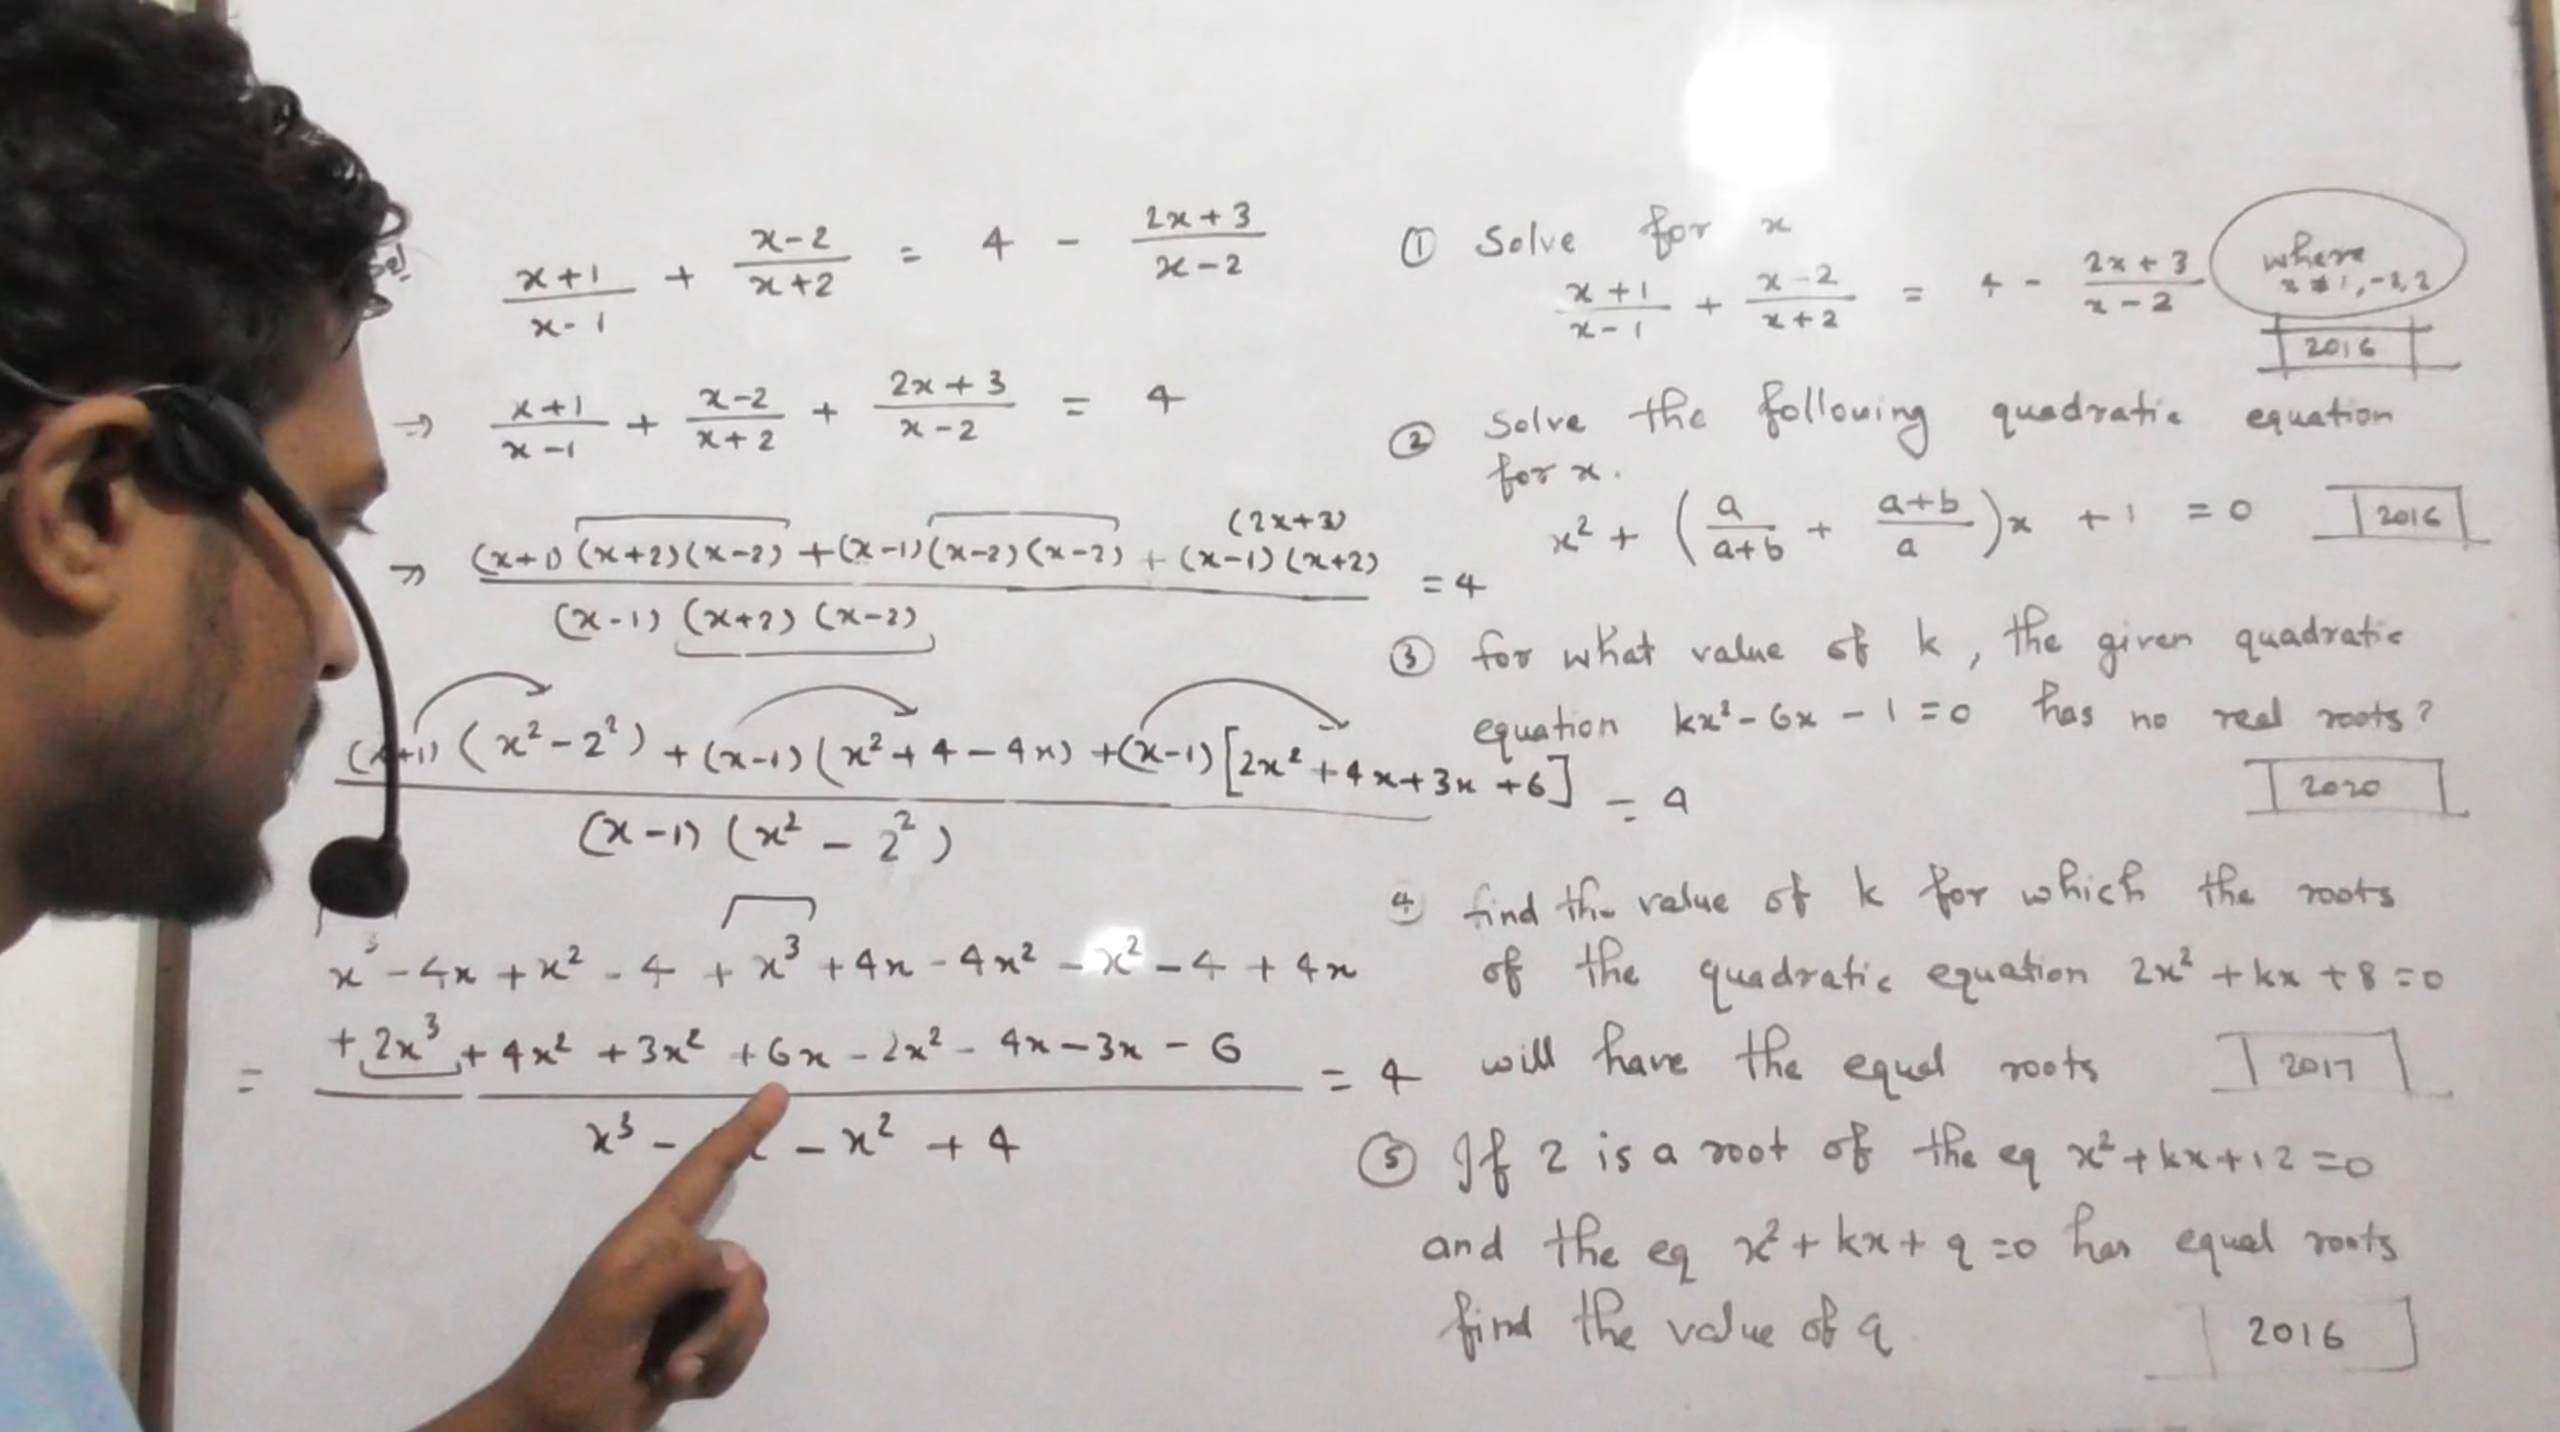 Sol
(x+1)/(x-1) + (x-2)/(x+2) = 4 - (2x+3)/(x-2)
⇒ (x+1)/(x-1) + (x-2)/(x+2) + (2x+3)/(x-2) = 4
(2x+3)
⇒ (x+1)(x+2)(x-2) + (x-1)(x-2)(x-2) + (x-1)(x+2)
= 4
(x-1)(x+2)(x-2)
(x+1)(x²-2²) + (x-1)(x²+4-4x) + (x-1)[2x²+4x+3x+6]
= 4
(x-1)(x²-2²)
x³-4x+x²-4+x³+4x-4x²-x²-4+4x
+2x³+4x²+3x²+6x-2x²-4x-3x-6
= = 4
x³- -x²+4
① Solve for x
(x+1)/(x-1) + (x-2)/(x+2) = 4 - (2x+3)/(x-2) where
x ≠ 1, -2, 2
2016
② Solve the following quadratic equation
for x.
x² + (a/(a+b) + (a+b)/a)x + 1 = 0 2016
③ for what value of k, the given quadratic
equation kx²-6x-1=0 has no real roots?
2020
④ find the value of k for which the roots
of the quadratic equation 2x²+kx+8=0
will have the equal roots 2017
⑤ If 2 is a root of the eq x²+kx+12=0
and the eq x²+kx+q=0 has equal roots
find the value of q 2016